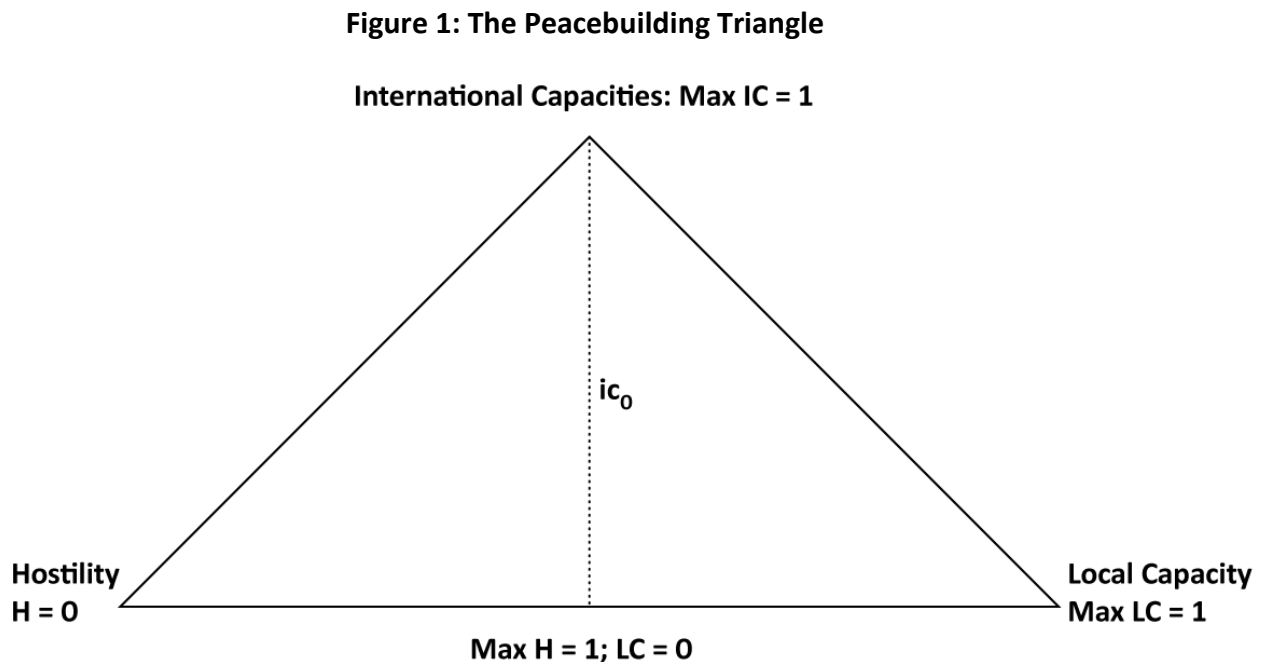 Figure 1: The Peacebuilding Triangle
International Capacities: Max IC = 1
ic₀
Hostility
H = 0
Local Capacity
Max LC = 1
Max H = 1; LC = 0